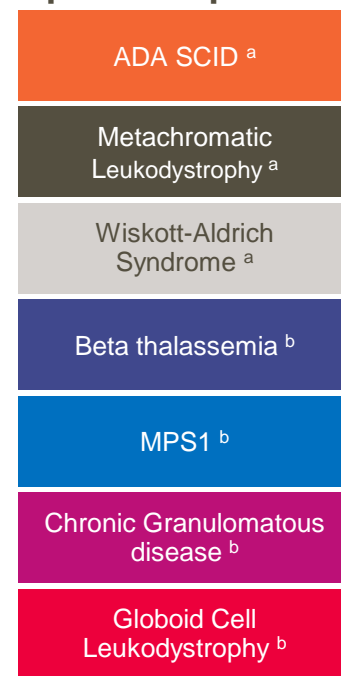 ADA SCID a
Metachromatic
Leukodystrophy a
Wiskott-Aldrich
Syndrome a
Beta thalassemia b
MPS1 b
Chronic Granulomatous
disease b
Globoid Cell
Leukodystrophy b